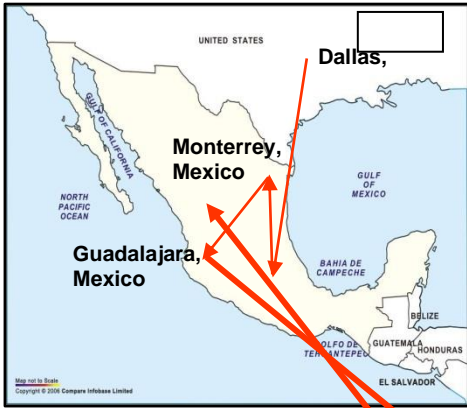 UNITED STATES
Dallas,
GULF OF CALIFORNIA
Monterrey,
Mexico
GULF
OF
MEXICO
NORTH
PACIFIC
OCEAN
Guadalajara,
Mexico
BAHIA DE
CAMPECHE
BELIZE
GOLFO DE
TEHUANTEPEC
GUATEMALA
HONDURAS
EL SALVADOR
Map not to Scale
Copyright © 2006 Compare Infobase Limited